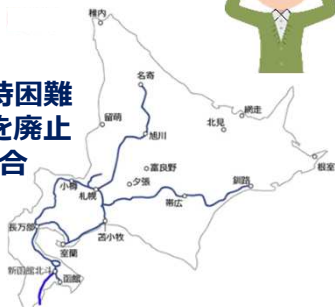 稚内
持困難
を廃止
合
名寄
留萌
旭川
北見
網走
根室
富良野
夕張
小樽
札幌
帯広
釧路
長万部
苫小牧
室蘭
新函館北斗
函館